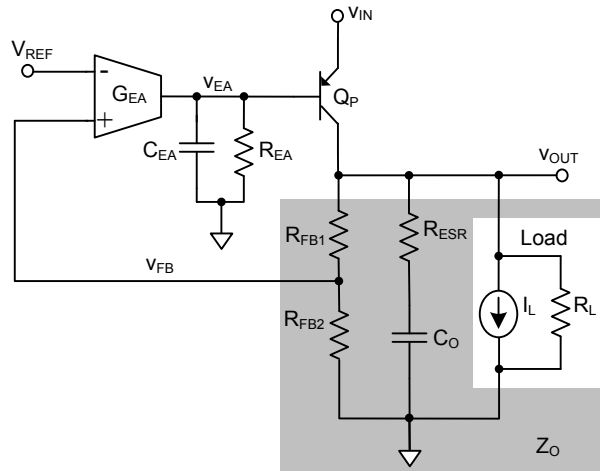 vIN
VREF
-
GEA
+
vEA
QP
CEA
REA
vOUT
RFB1
RESR
Load
vFB
RFB2
CO
IL
RL
ZO